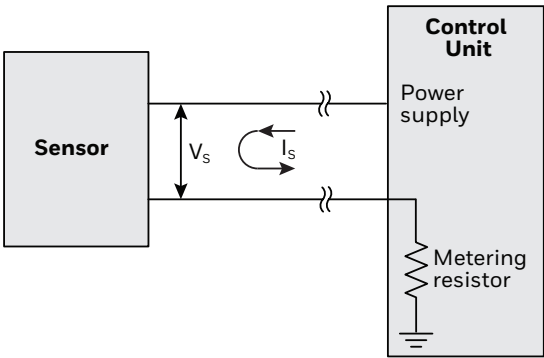 Control
Unit
Power
supply
Sensor
VS
IS
Metering
resistor